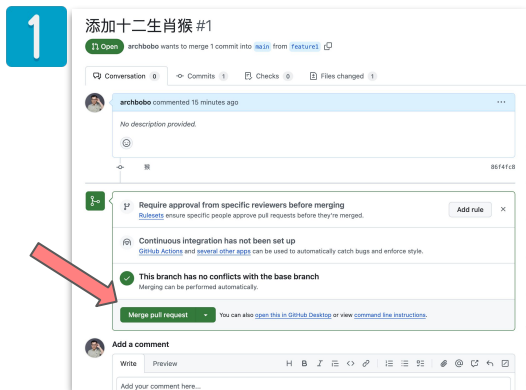 1
添加十二生肖猴 #1
Open archbobo wants to merge 1 commit into main from feature1
Conversation 0 Commits 1 Checks 0 Files changed 1
archbobo commented 15 minutes ago
No description provided.
猴 86f4fc8
Require approval from specific reviewers before merging
Rulesets ensure specific people approve pull requests before they're merged.
Add rule
Continuous integration has not been set up
GitHub Actions and several other apps can be used to automatically catch bugs and enforce style.
This branch has no conflicts with the base branch
Merging can be performed automatically.
Merge pull request You can also open this in GitHub Desktop or view command line instructions.
Add a comment
Write Preview
Add your comment here...